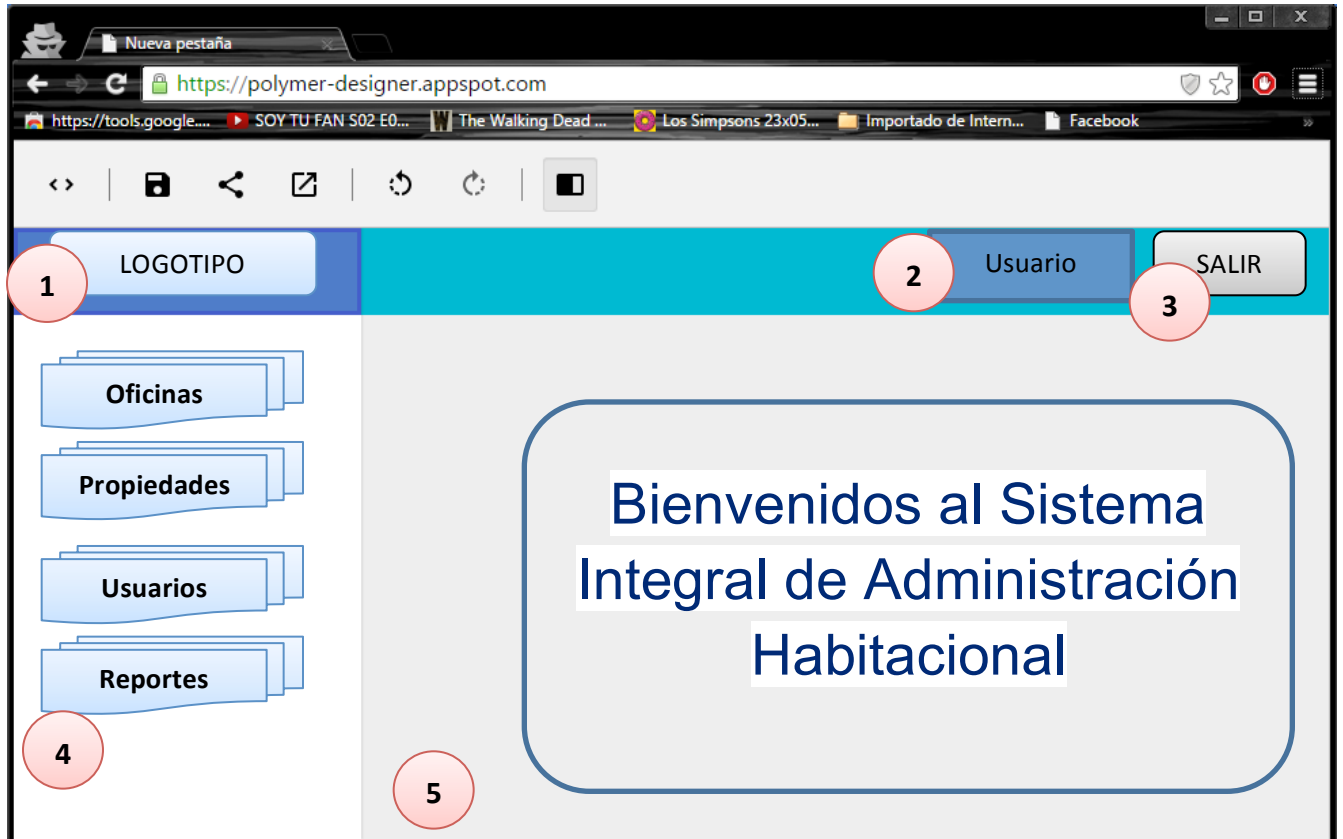 Nueva pestaña
https://polymer-designer.appspot.com
https://tools.google.... SOY TU FAN S02 E0... The Walking Dead ... Los Simpsons 23x05... Importado de Intern... Facebook »
LOGOTIPO
Usuario
SALIR
1
2
3
Oficinas
Propiedades
Usuarios
Reportes
4
Bienvenidos al Sistema
Integral de Administración
Habitacional
5